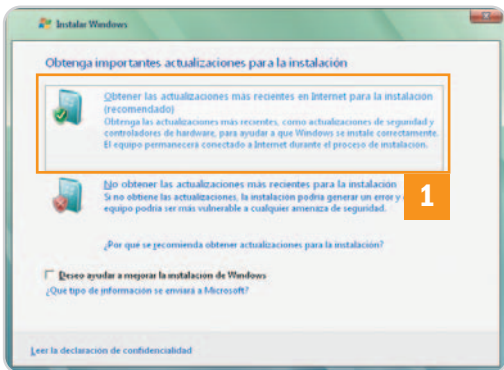 Instalar Windows
Obtenga importantes actualizaciones para la instalación
Obtener las actualizaciones más recientes en Internet para la instalación
(recomendado)
Obtenga las actualizaciones más recientes, como actualizaciones de seguridad y
controladores de hardware, para ayudar a que Windows se instale correctamente.
El equipo permanecerá conectado a Internet durante el proceso de instalación.
No obtener las actualizaciones más recientes para la instalación
Si no obtiene las actualizaciones, la instalación podría generar un error y
equipo podría ser más vulnerable a cualquier amenaza de seguridad.
1
¿Por qué se recomienda obtener actualizaciones para la instalación?
Deseo ayudar a mejorar la instalación de Windows
¿Qué tipo de información se enviará a Microsoft?
Leer la declaración de confidencialidad